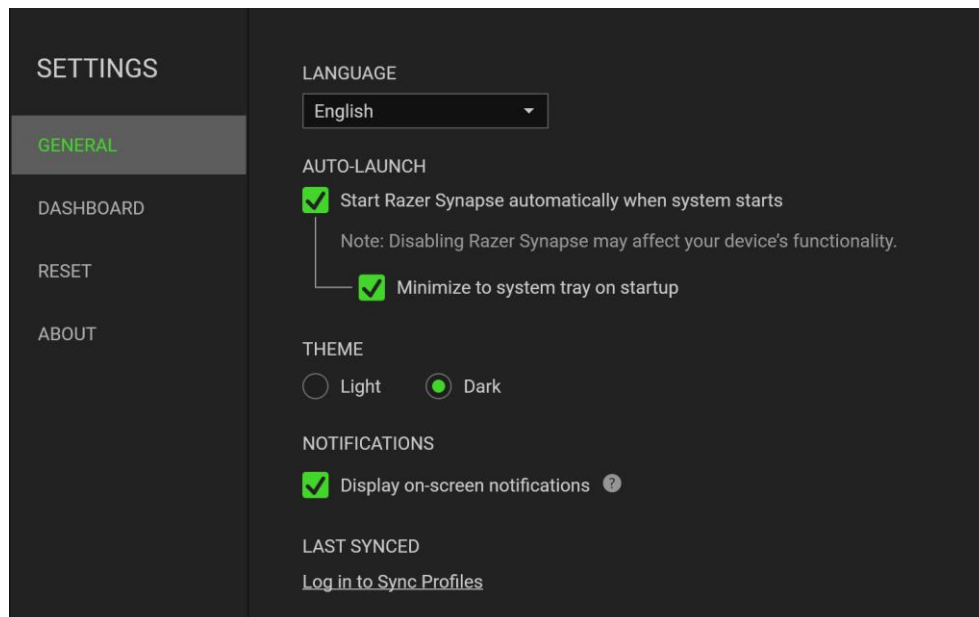 SETTINGS
GENERAL
DASHBOARD
RESET
ABOUT
LANGUAGE
English
AUTO-LAUNCH
Start Razer Synapse automatically when system starts
Note: Disabling Razer Synapse may affect your device’s functionality.
Minimize to system tray on startup
THEME
Light Dark
NOTIFICATIONS
Display on-screen notifications ?
LAST SYNCED
Log in to Sync Profiles